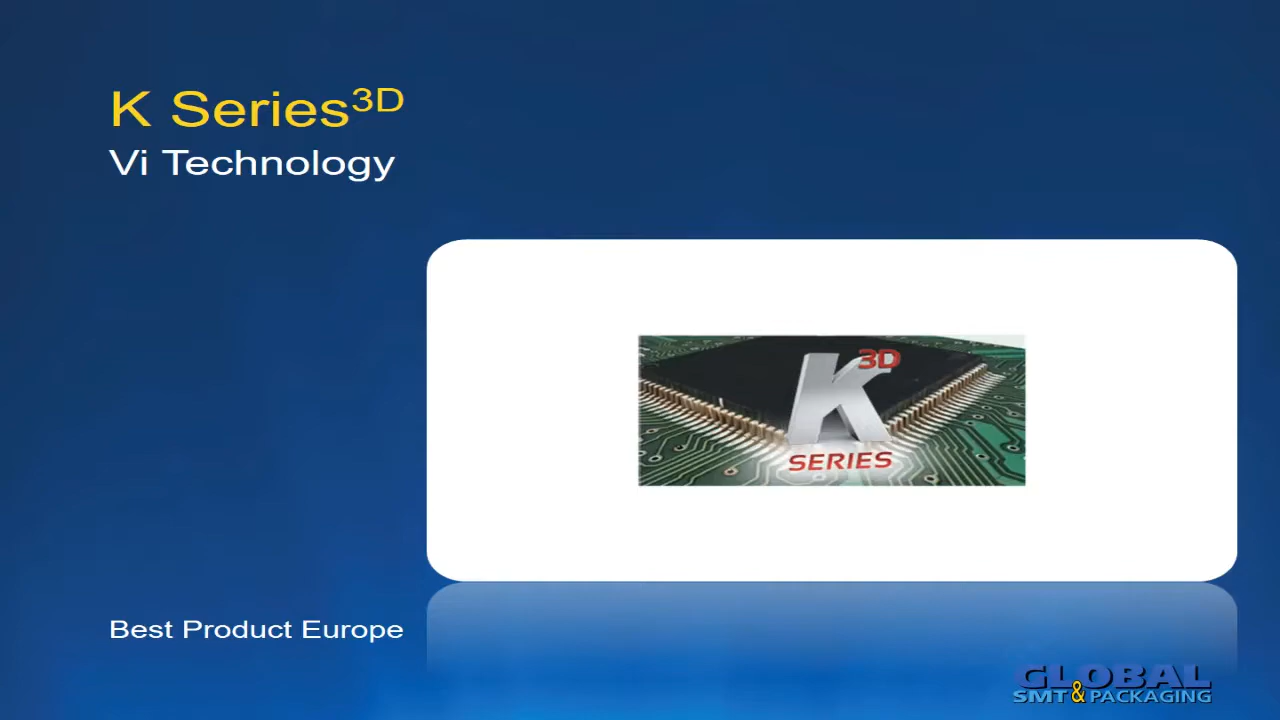 K Series3D
Vi Technology
K 3D
SERIES
Best Product Europe
GLOBAL
SMT & PACKAGING